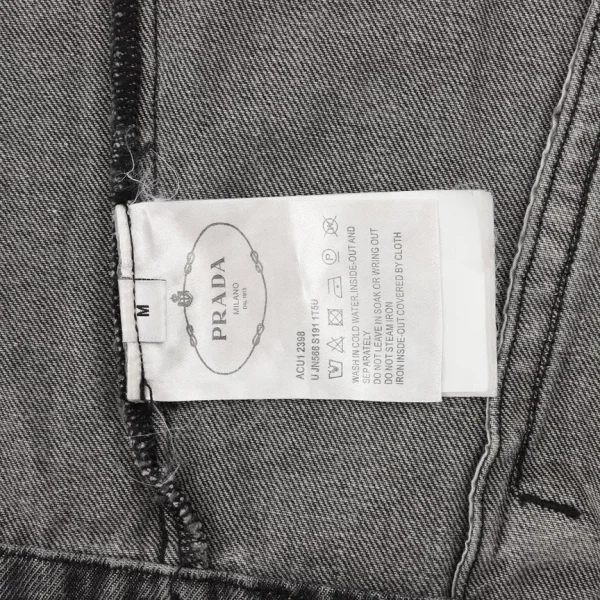 M
PRADA
MILANO
DAL 1913
ACU1 2398
U JN566 S191 1T5U
WASH IN COLD WATER,INSIDE-OUT AND
SEPARATELY
DO NOT LEAVE IN SOAK OR WRING OUT
DO NOT STEAM IRON
IRON INSDE-OUT COVERED BY CLOTH